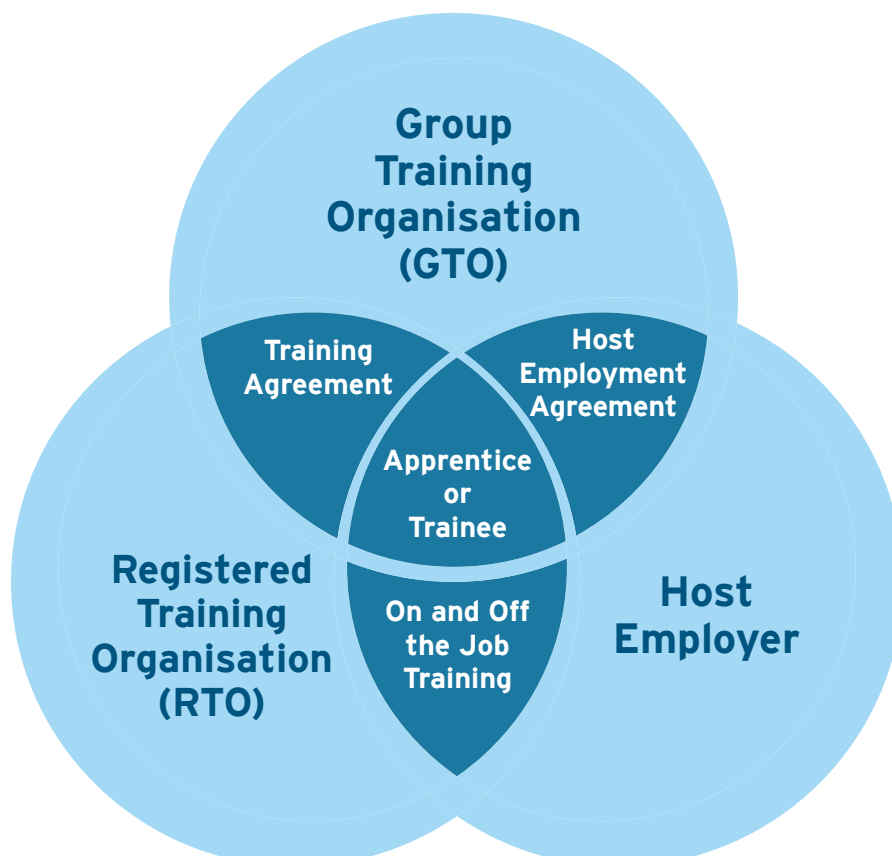 Group
Training
Organisation
(GTO)
Training
Agreement
Host
Employment
Agreement
Apprentice
or
Trainee
Registered
Training
Organisation
(RTO)
On and Off
the Job
Training
Host
Employer